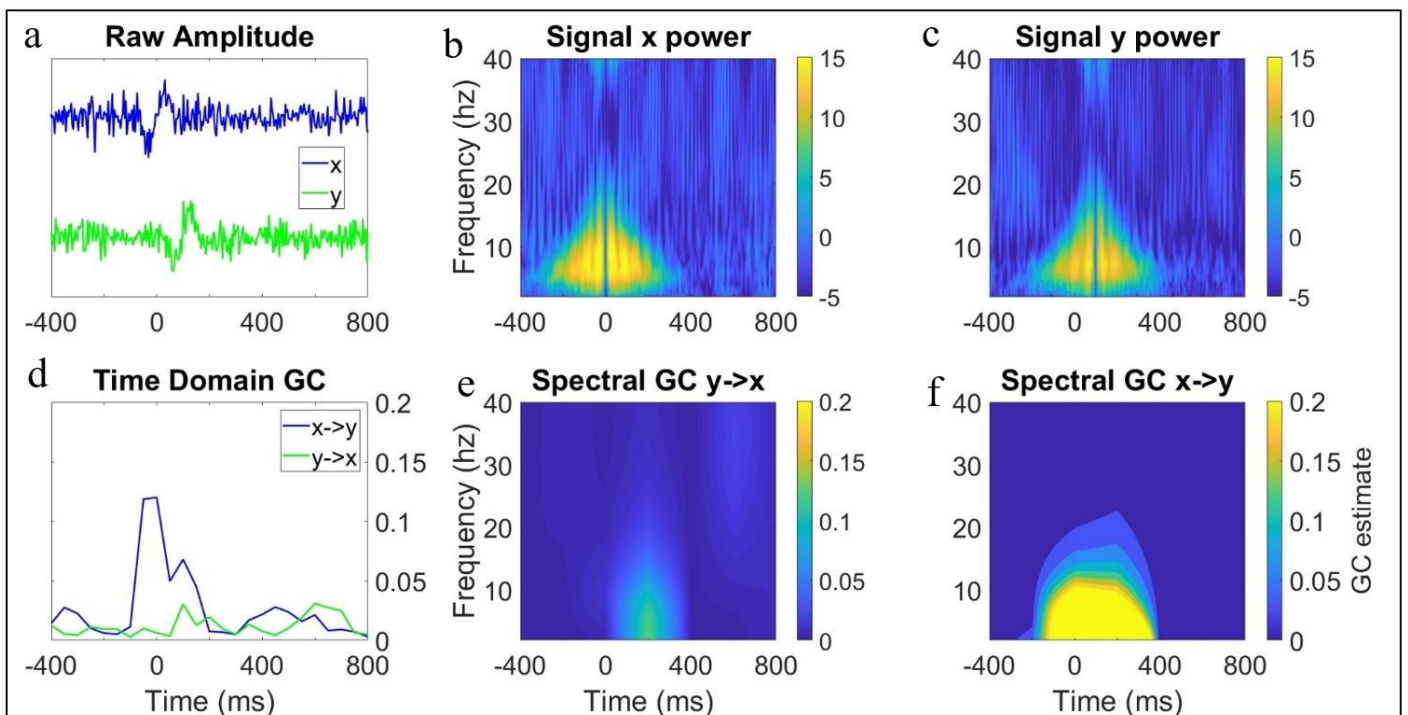 a Raw Amplitude
x
y
-400 0 400 800
b Signal x power
Frequency (hz)
40
30
20
10
-400 0 400 800
15
10
5
0
-5
c Signal y power
40
30
20
10
-400 0 400 800
15
10
5
0
-5
d Time Domain GC
x->y
y->x
0.2
0.15
0.1
0.05
0
-400 0 400 800
Time (ms)
e Spectral GC y->x
Frequency (hz)
40
30
20
10
-400 0 400 800
Time (ms)
0.2
0.15
0.1
0.05
0
Spectral GC x->y f
40
30
20
10
-400 0 400 800
Time (ms)
0.2
0.15
0.1
0.05
0
GC estimate